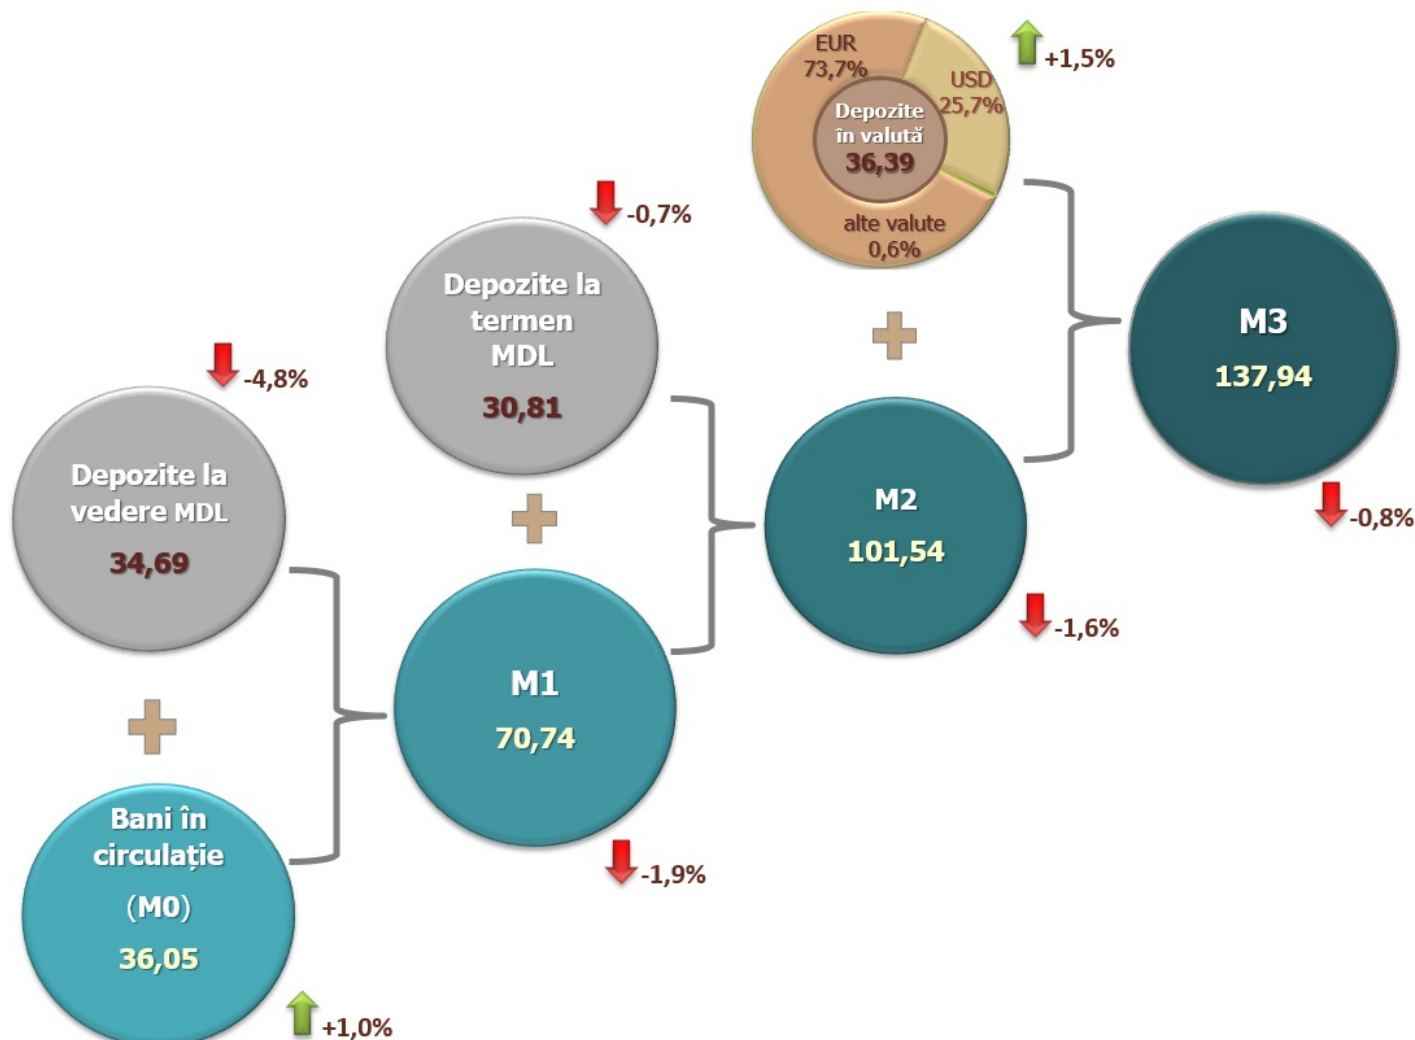 EUR
73,7%
USD
25,7%
Depozite
în valută
36,39
alte valute
0,6%
+1,5%
-0,7%
Depozite la
termen
MDL
30,81
M3
137,94
-0,8%
-4,8%
Depozite la
vedere MDL
34,69
M2
101,54
-1,6%
M1
70,74
-1,9%
Bani în
circulație
(M0)
36,05
+1,0%